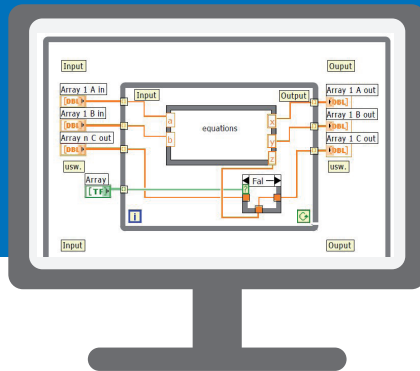 Input
Ouput
Array 1 A in
[DBL]
Input
Output
Array 1 A out
DBL]
a
x
Array 1 B in
[DBL]
equations
Array 1 B out
DBL]
b
y
Array n C out
[DBL]
Array 1 C out
DBL]
z
usw.
usw.
Array
[TF
Fal
?
i
Input
Ouput